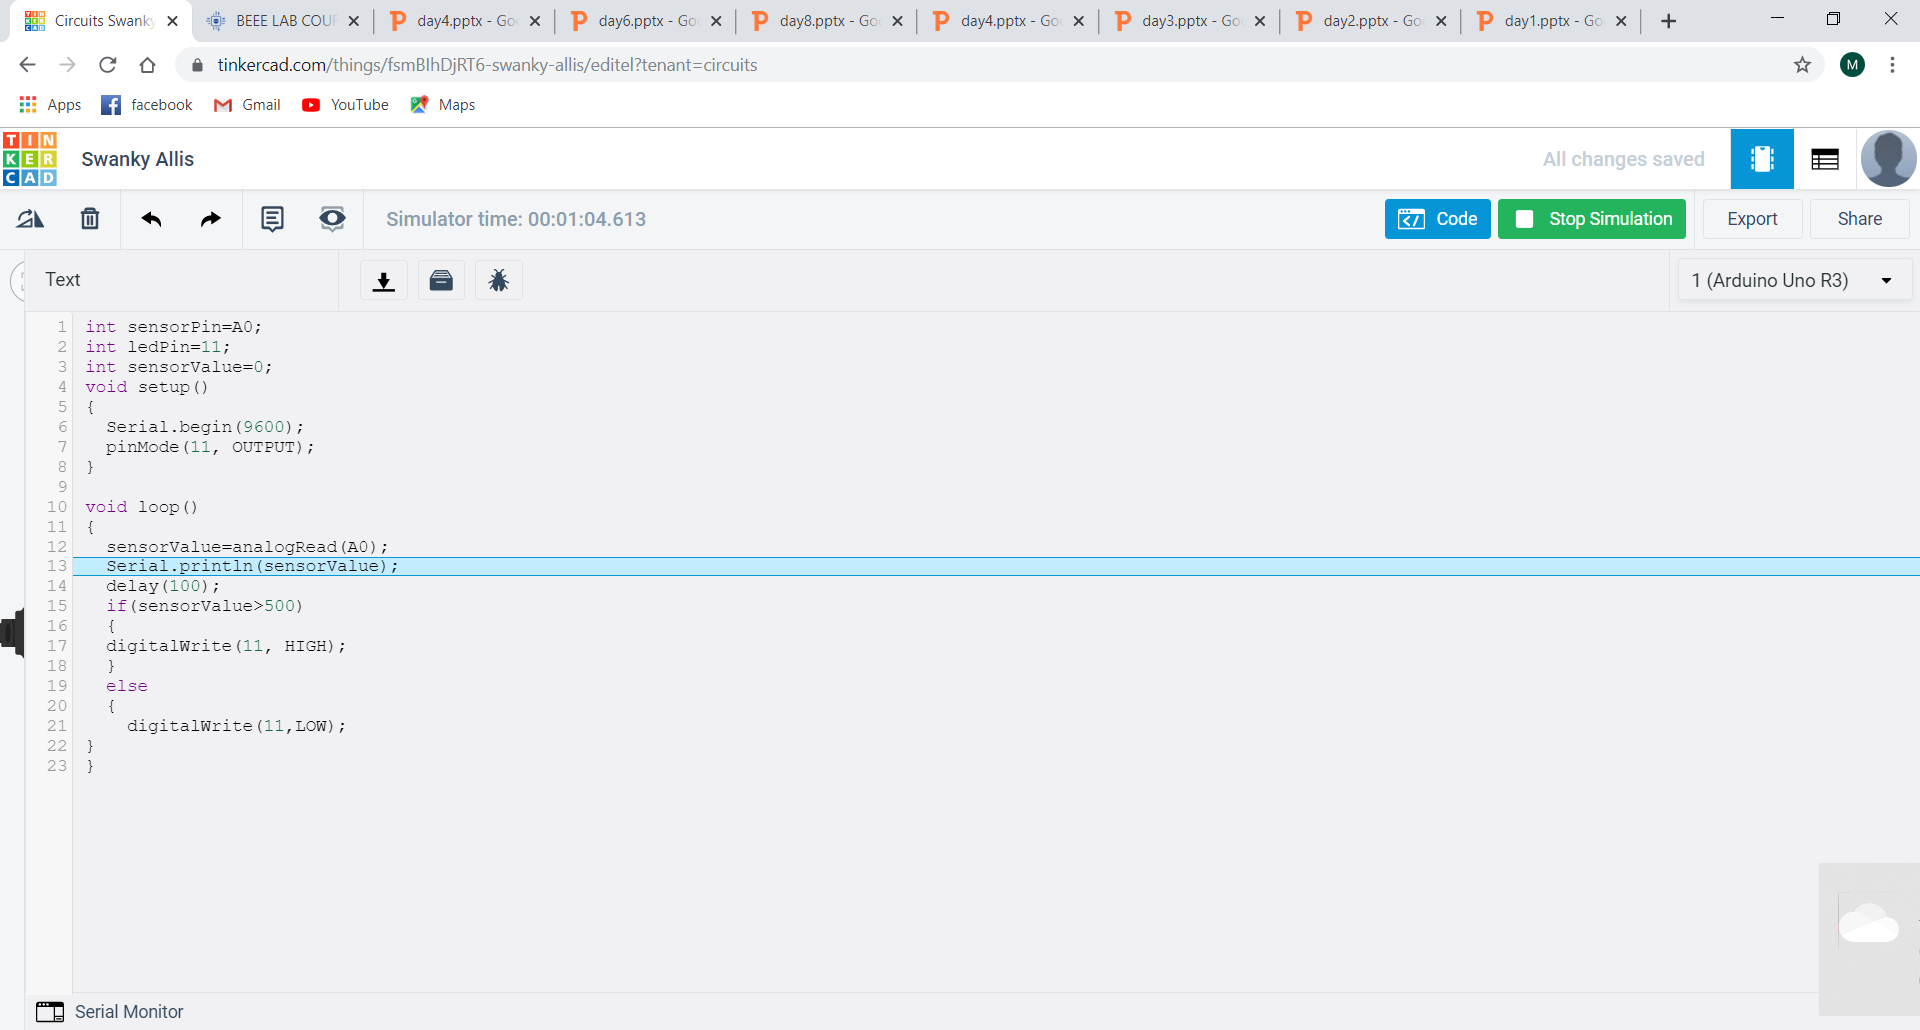 Circuits Swanky
BEEE LAB COUR
day4.pptx - Go
day6.pptx - Go
day8.pptx - Go
day4.pptx - Go
day3.pptx - Go
day2.pptx - Go
day1.pptx - Go
tinkercad.com/things/fsmBIhDjRT6-swanky-allis/editel?tenant=circuits
M
Apps
facebook
Gmail
YouTube
Maps
TIN
KER
CAD
Swanky Allis
All changes saved
Simulator time: 00:01:04.613
Code
Stop Simulation
Export
Share
Text
1 (Arduino Uno R3)
1 int sensorPin=A0;
2 int ledPin=11;
3 int sensorValue=0;
4 void setup()
5 {
6 Serial.begin(9600);
7 pinMode(11, OUTPUT);
8 }
9
10 void loop()
11 {
12 sensorValue=analogRead(A0);
13 Serial.println(sensorValue);
14 delay(100);
15 if(sensorValue>500)
16 {
17 digitalWrite(11, HIGH);
18 }
19 else
20 {
21 digitalWrite(11,LOW);
22 }
23 }
Serial Monitor